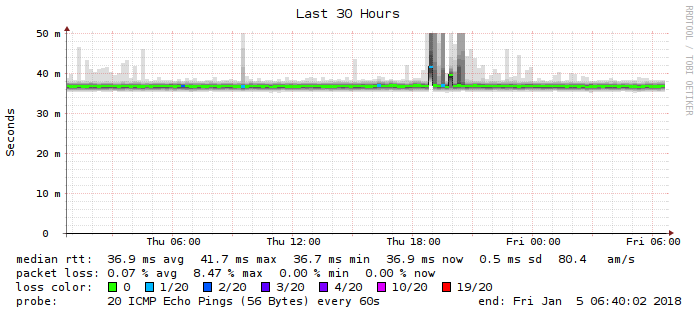 Last 30 Hours
RRDTOOL / TOBI OETIKER
Seconds
50 m
40 m
30 m
20 m
10 m
0
Thu 06:00 Thu 12:00 Thu 18:00 Fri 00:00 Fri 06:00
median rtt: 36.9 ms avg 41.7 ms max 36.7 ms min 36.9 ms now 0.5 ms sd 80.4 am/s
packet loss: 0.07 % avg 8.47 % max 0.00 % min 0.00 % now
loss color: 0 1/20 2/20 3/20 4/20 10/20 19/20
probe: 20 ICMP Echo Pings (56 Bytes) every 60s end: Fri Jan 5 06:40:02 2018